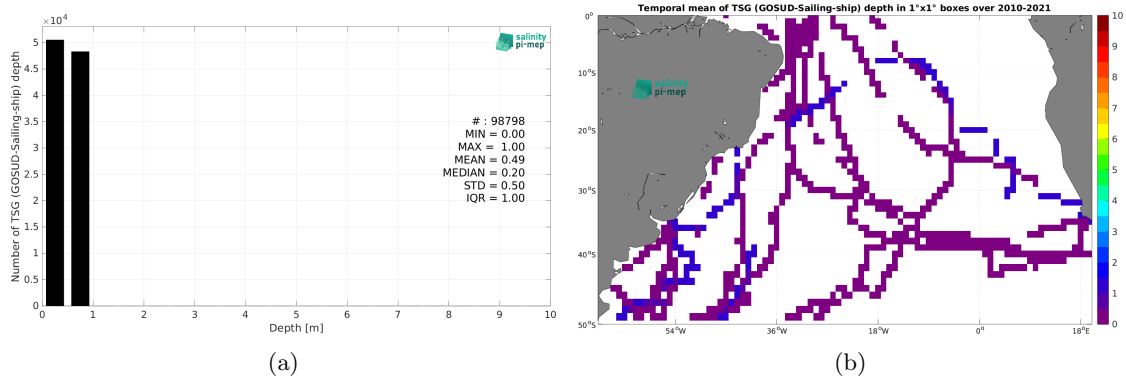 ×10⁴
5
4.5
4
3.5
3
2.5
2
1.5
1
0.5
0
Number of TSG (GOSUD-Sailing-ship) depth
salinity
pi-mep
# : 98798
MIN = 0.00
MAX = 1.00
MEAN = 0.49
MEDIAN = 0.20
STD = 0.50
IQR = 1.00
0 1 2 3 4 5 6 7 8 9 10
Depth [m]
(a)
Temporal mean of TSG (GOSUD-Sailing-ship) depth in 1°x1° boxes over 2010-2021
0°
10°S
20°S
30°S
40°S
50°S
salinity
pi-mep
54°W 36°W 18°W 0° 18°E
10
9
8
7
6
5
4
3
2
1
0
(b)